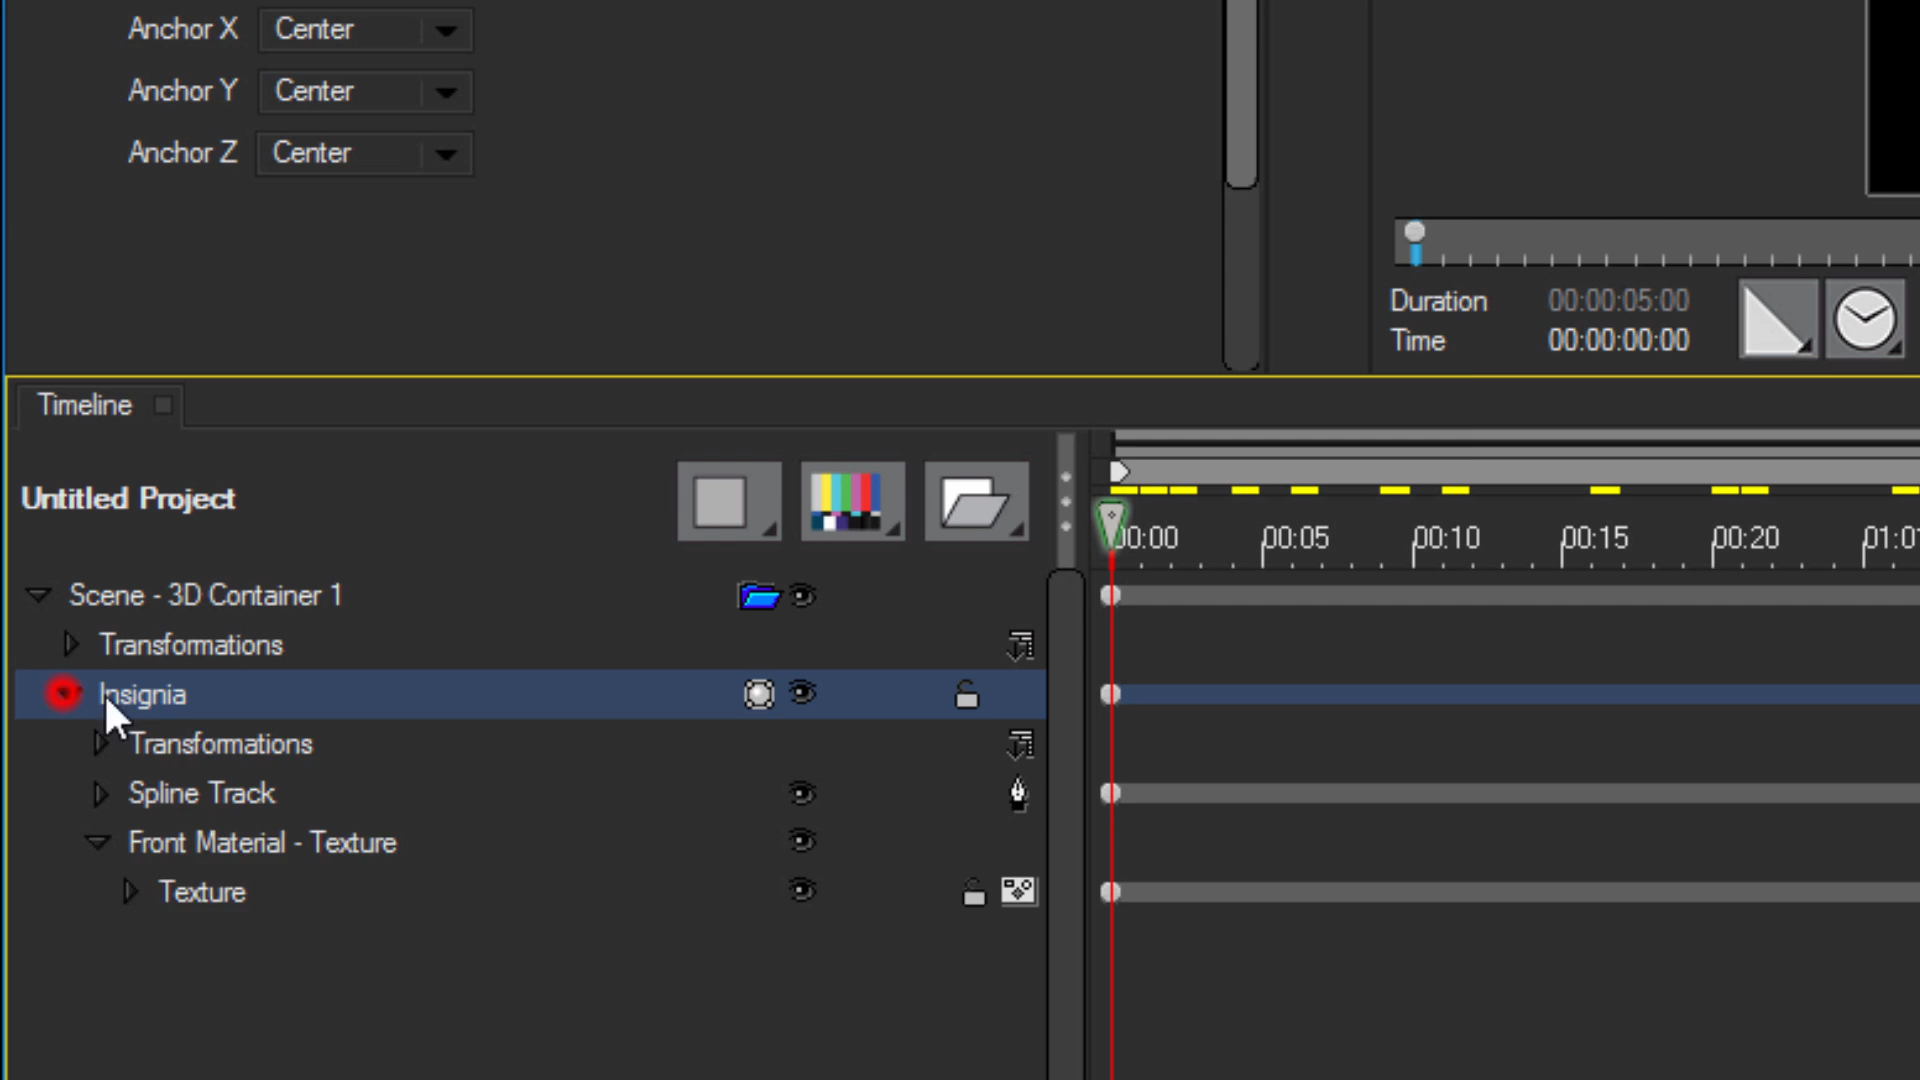 Anchor X Center
Anchor Y Center
Anchor Z Center
Duration 00:00:05:00
Time 00:00:00:00
Timeline
Untitled Project
00:00 00:05 00:10 00:15 00:20
Scene - 3D Container 1
Transformations
Insignia
Transformations
Spline Track
Front Material - Texture
Texture